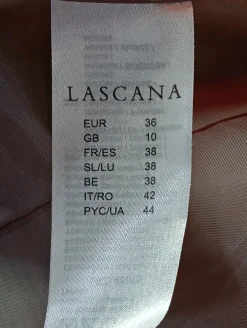 LASCANA
EUR 36
GB 10
FR/ES 38
SL/LU 38
BE 38
IT/RO 42
PYC/UA 44